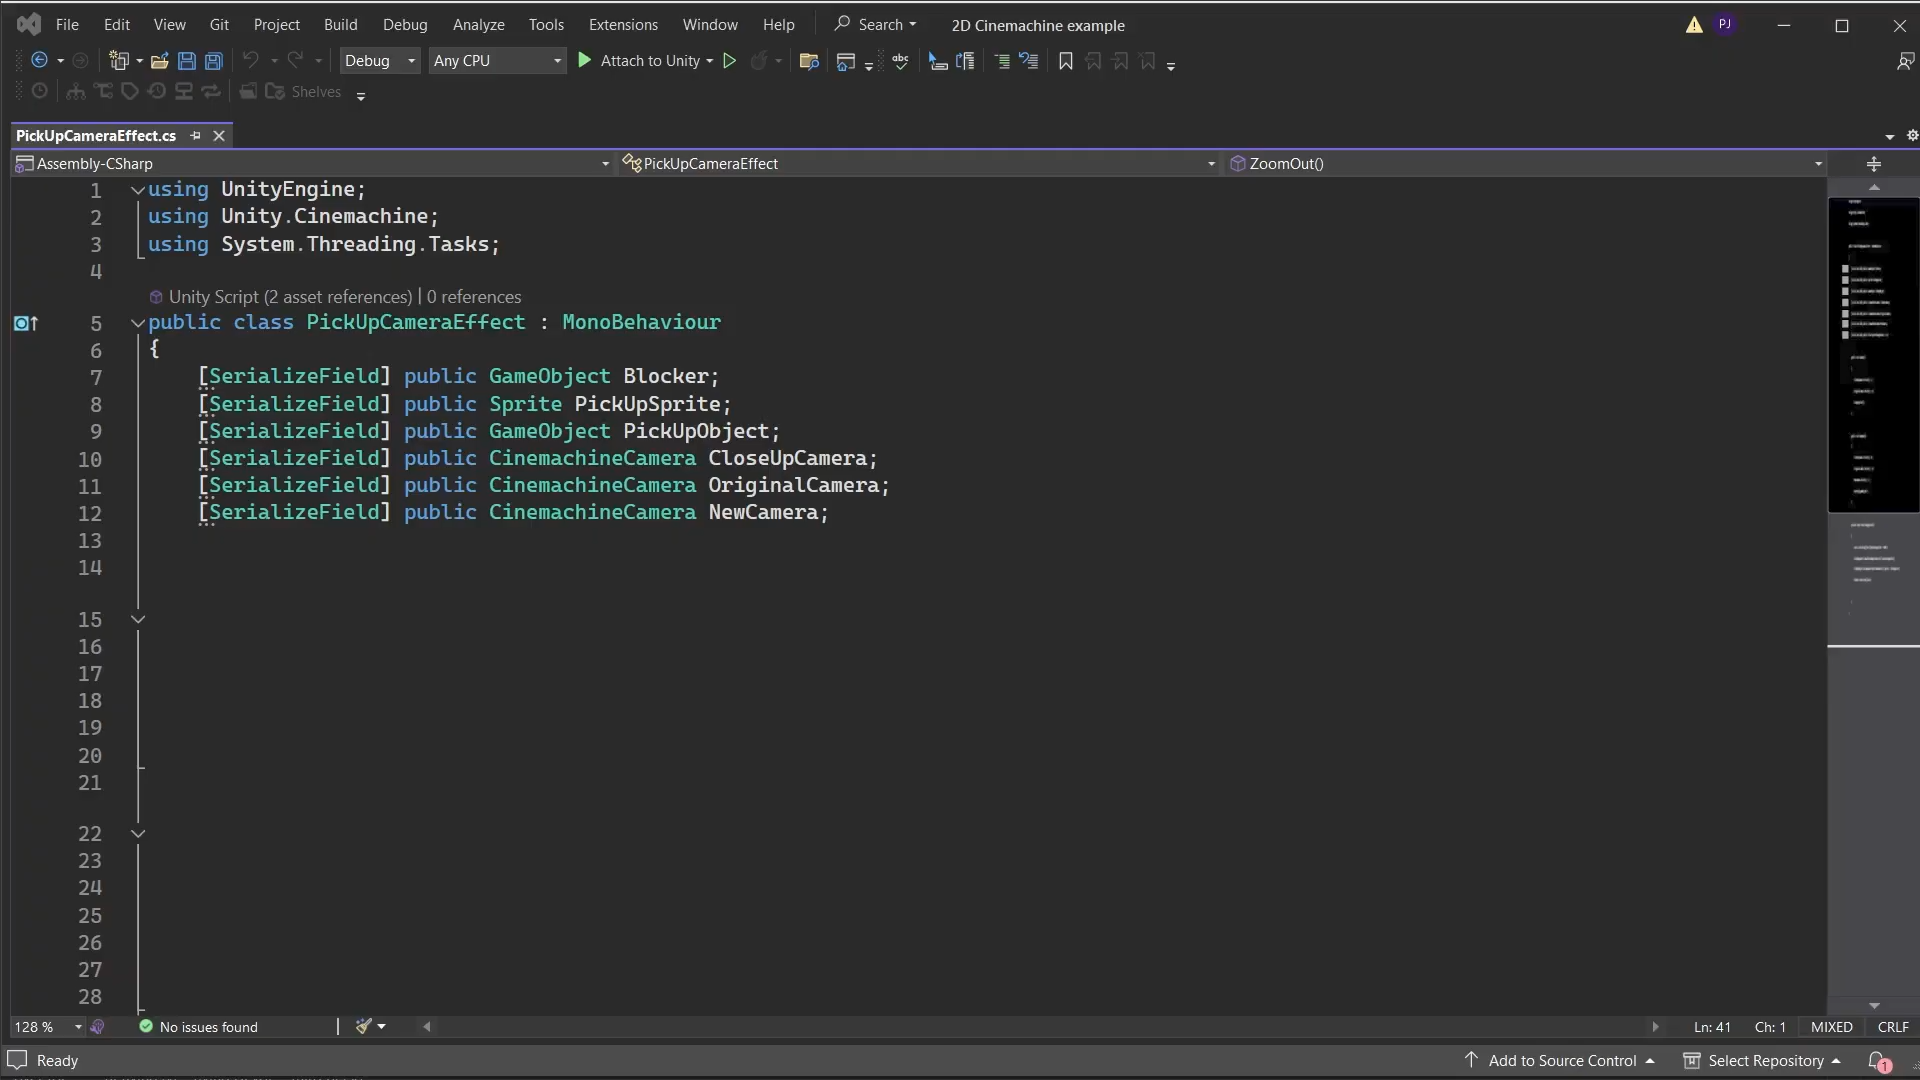 File Edit View Git Project Build Debug Analyze Tools Extensions Window Help Search 2D Cinemachine example PJ
Debug Any CPU Attach to Unity abc
Shelves
PickUpCameraEffect.cs
Assembly-CSharp PickUpCameraEffect ZoomOut()
1 using UnityEngine;
2 using Unity.Cinemachine;
3 using System.Threading.Tasks;
4
Unity Script (2 asset references) | 0 references
5 public class PickUpCameraEffect : MonoBehaviour
6 {
7 [SerializeField] public GameObject Blocker;
8 [SerializeField] public Sprite PickUpSprite;
9 [SerializeField] public GameObject PickUpObject;
10 [SerializeField] public CinemachineCamera CloseUpCamera;
11 [SerializeField] public CinemachineCamera OriginalCamera;
12 [SerializeField] public CinemachineCamera NewCamera;
13
14
15
16
17
18
19
20
21
22
23
24
25
26
27
28
128 % No issues found Ln: 41 Ch: 1 MIXED CRLF
Ready Add to Source Control Select Repository 1